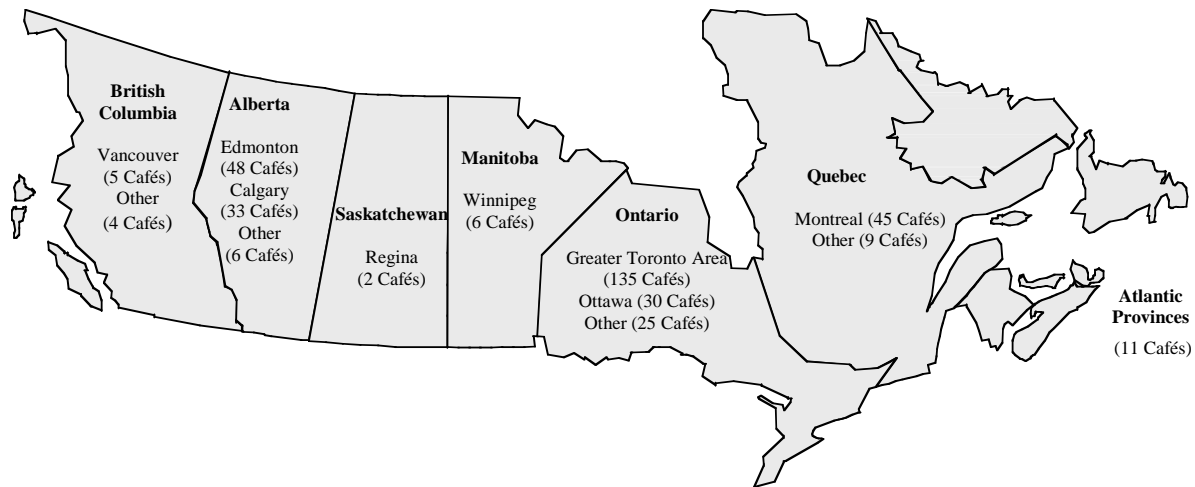 British
Columbia
Vancouver
(5 Cafés)
Other
(4 Cafés)
Alberta
Edmonton
(48 Cafés)
Calgary
(33 Cafés)
Other
(6 Cafés)
Saskatchewan
Regina
(2 Cafés)
Manitoba
Winnipeg
(6 Cafés)
Ontario
Greater Toronto Area
(135 Cafés)
Ottawa (30 Cafés)
Other (25 Cafés)
Quebec
Montreal (45 Cafés)
Other (9 Cafés)
Atlantic
Provinces
(11 Cafés)